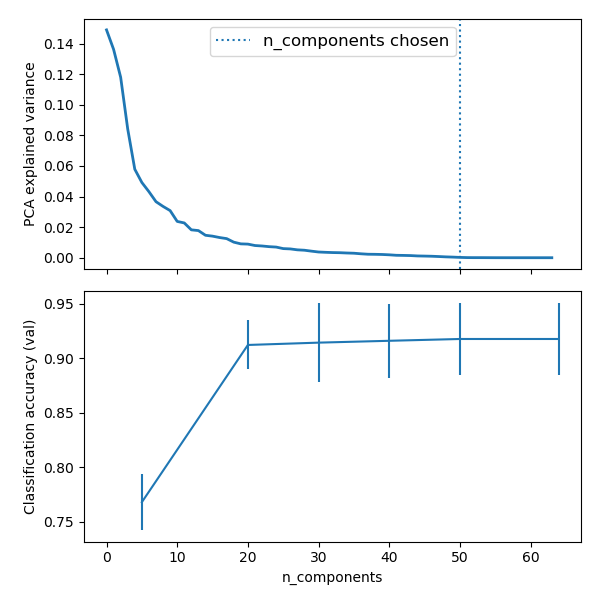 n_components chosen
PCA explained variance
0.14
0.12
0.10
0.08
0.06
0.04
0.02
0.00
Classification accuracy (val)
0.95
0.90
0.85
0.80
0.75
0 10 20 30 40 50 60
n_components